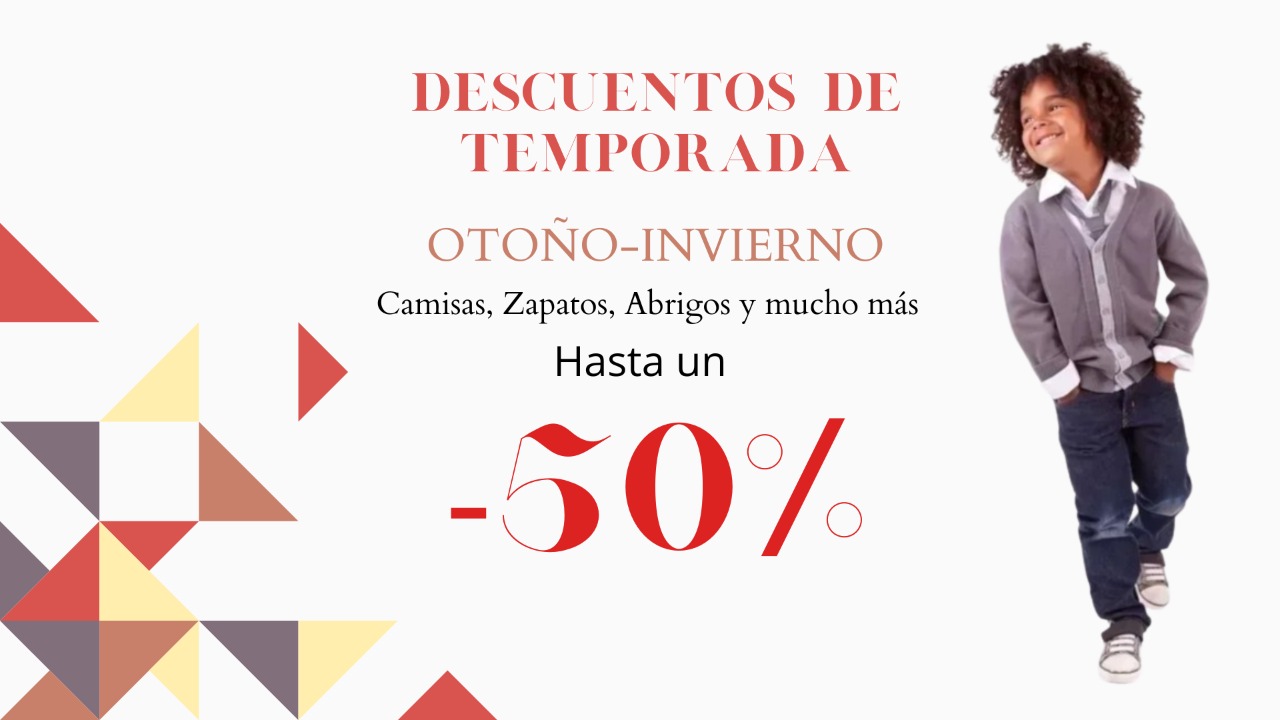 DESCUENTOS DE
TEMPORADA
OTOÑO-INVIERNO
Camisas, Zapatos, Abrigos y mucho más
Hasta un
-50%